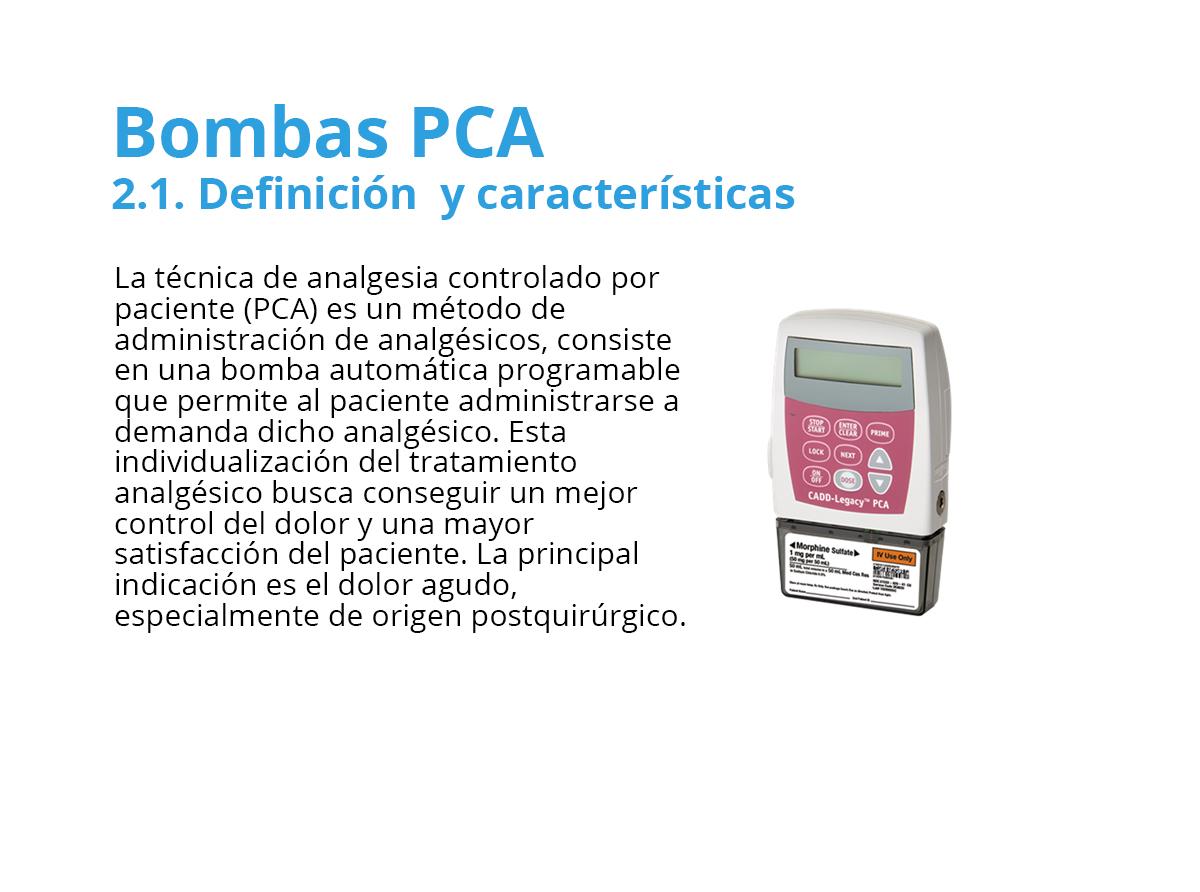 Bombas PCA
2.1. Definición y características
La técnica de analgesia controlado por
paciente (PCA) es un método de
administración de analgésicos, consiste
en una bomba automática programable
que permite al paciente administrarse a
demanda dicho analgésico. Esta
individualización del tratamiento
analgésico busca conseguir un mejor
control del dolor y una mayor
satisfacción del paciente. La principal
indicación es el dolor agudo,
especialmente de origen postquirúrgico.
STOP
START
ENTER
CLEAR
PRIME
LOCK
NEXT
ON
OFF
DOSE
CADD-Legacy™ PCA
Morphine Sulfate
IV Use Only
1 mg per mL
(50 mg per 50 mL)